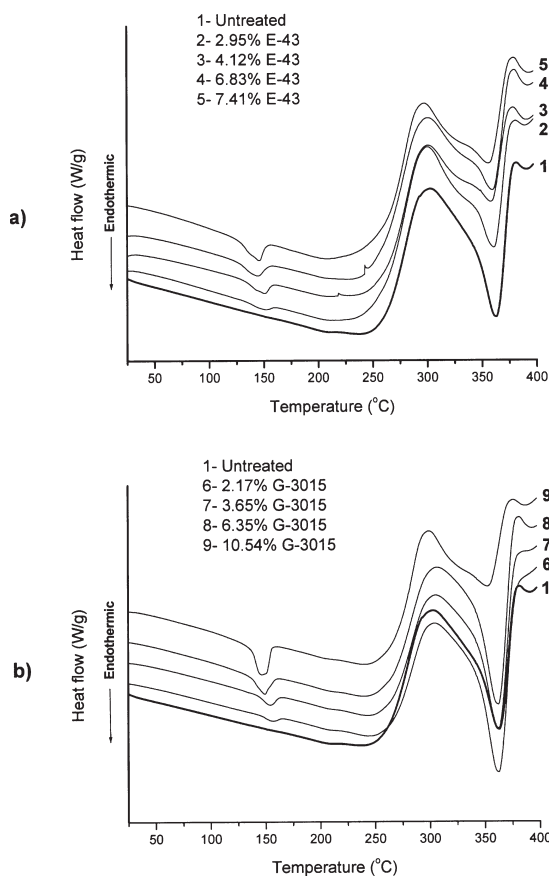 1- Untreated
2- 2.95% E-43
3- 4.12% E-43
4- 6.83% E-43
5- 7.41% E-43
5
4
3
2
1
a)
Heat flow (W/g)
Endothermic
50 100 150 200 250 300 350 400
Temperature (°C)
1- Untreated
6- 2.17% G-3015
7- 3.65% G-3015
8- 6.35% G-3015
9- 10.54% G-3015
9
8
7
6
1
b)
Heat flow (W/g)
Endothermic
50 100 150 200 250 300 350 400
Temperature (°C)